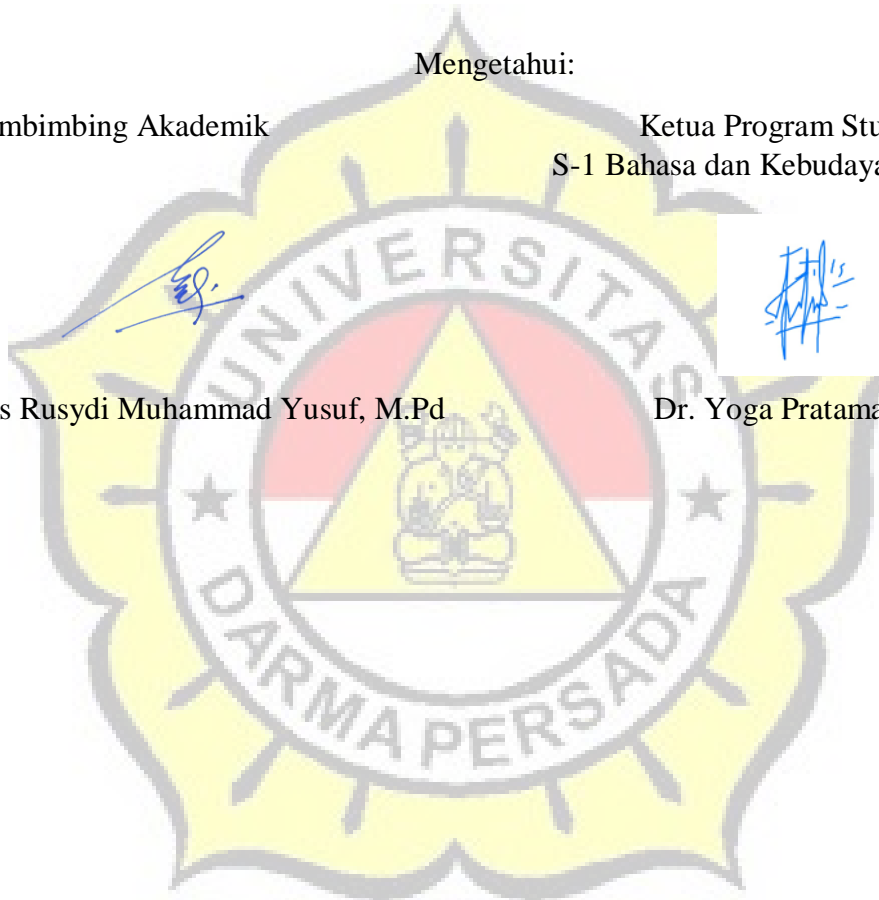 Mengetahui:
mbimbing Akademik
Ketua Program Stu
S-1 Bahasa dan Kebudaya
UNIVERSITAS
s Rusydi Muhammad Yusuf, M.Pd
Dr. Yoga Pratama
DARMA PERSADA